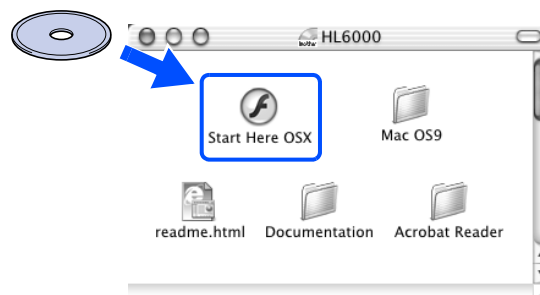 HL6000
Start Here OSX
Mac OS9
readme.html
Documentation
Acrobat Reader